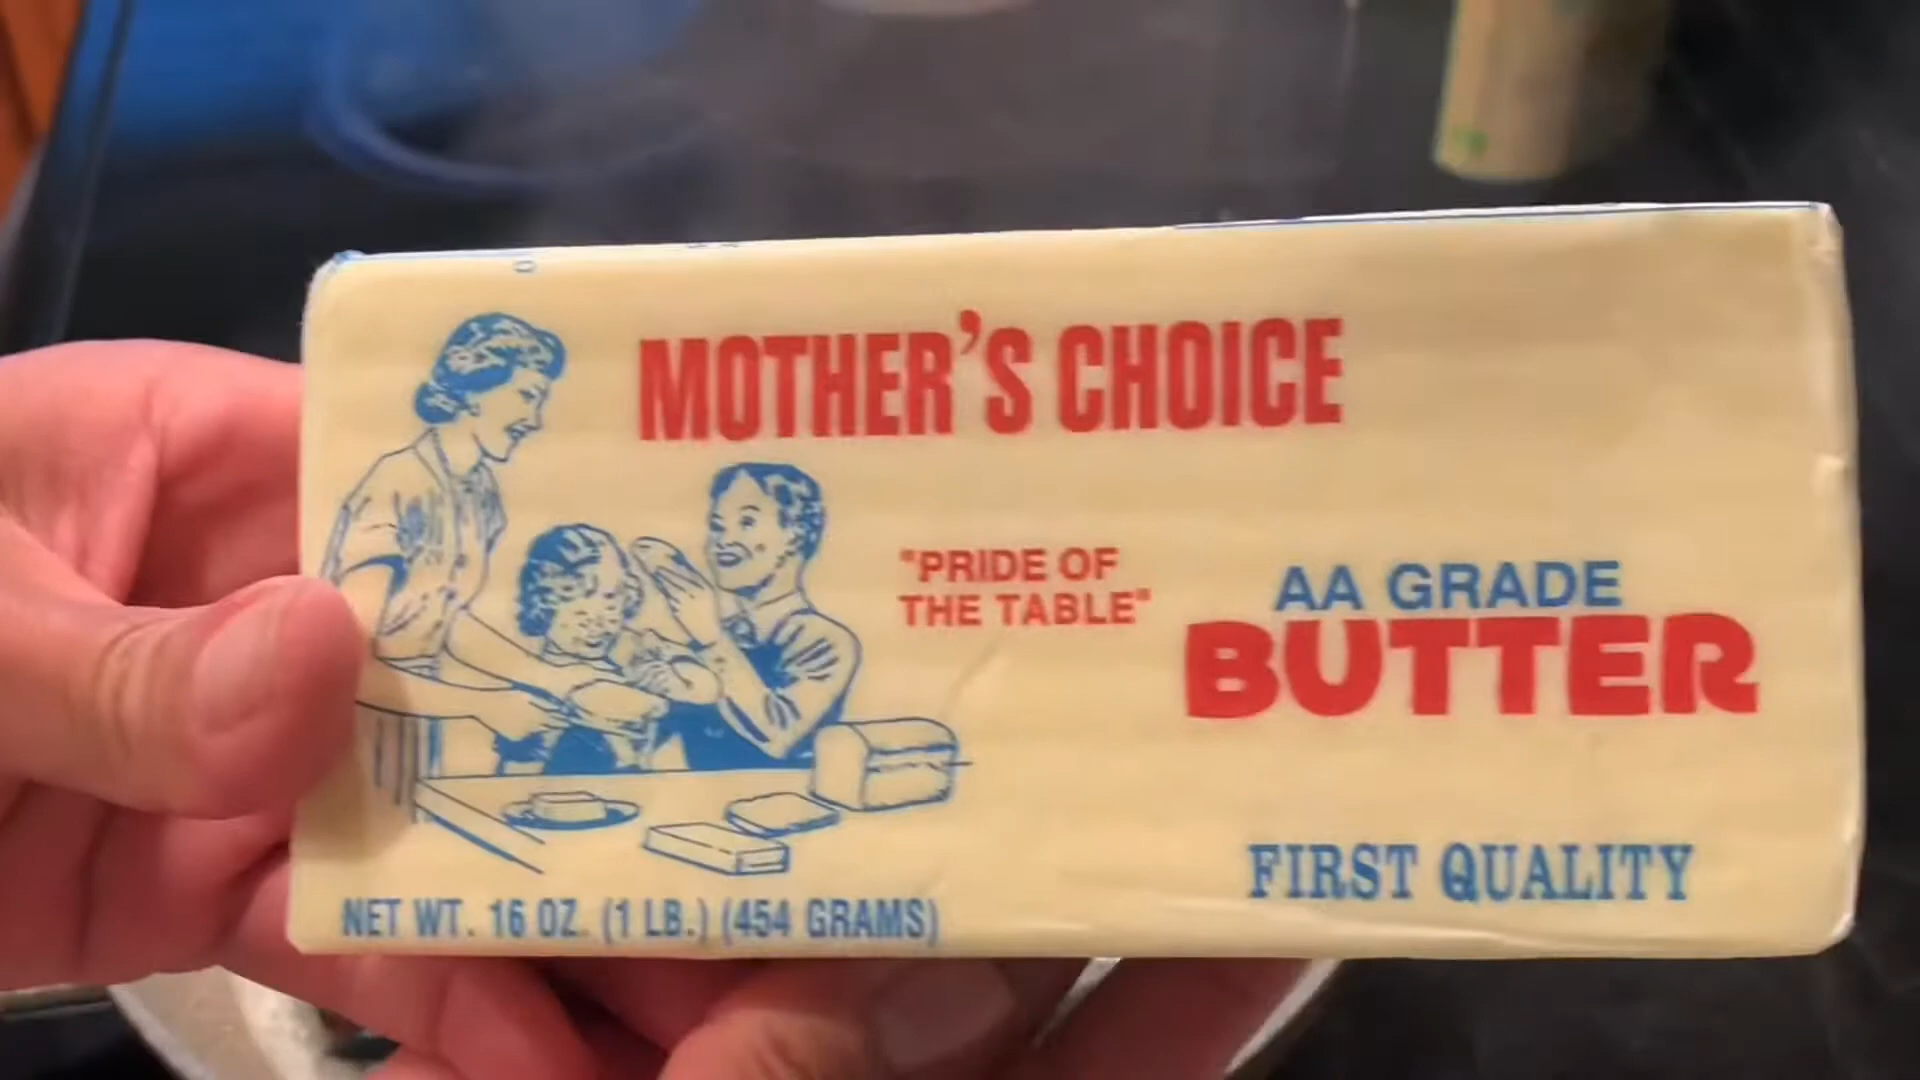 MOTHER'S CHOICE
"PRIDE OF
THE TABLE"
AA GRADE
BUTTER
FIRST QUALITY
NET WT. 16 OZ. (1 LB.) (454 GRAMS)